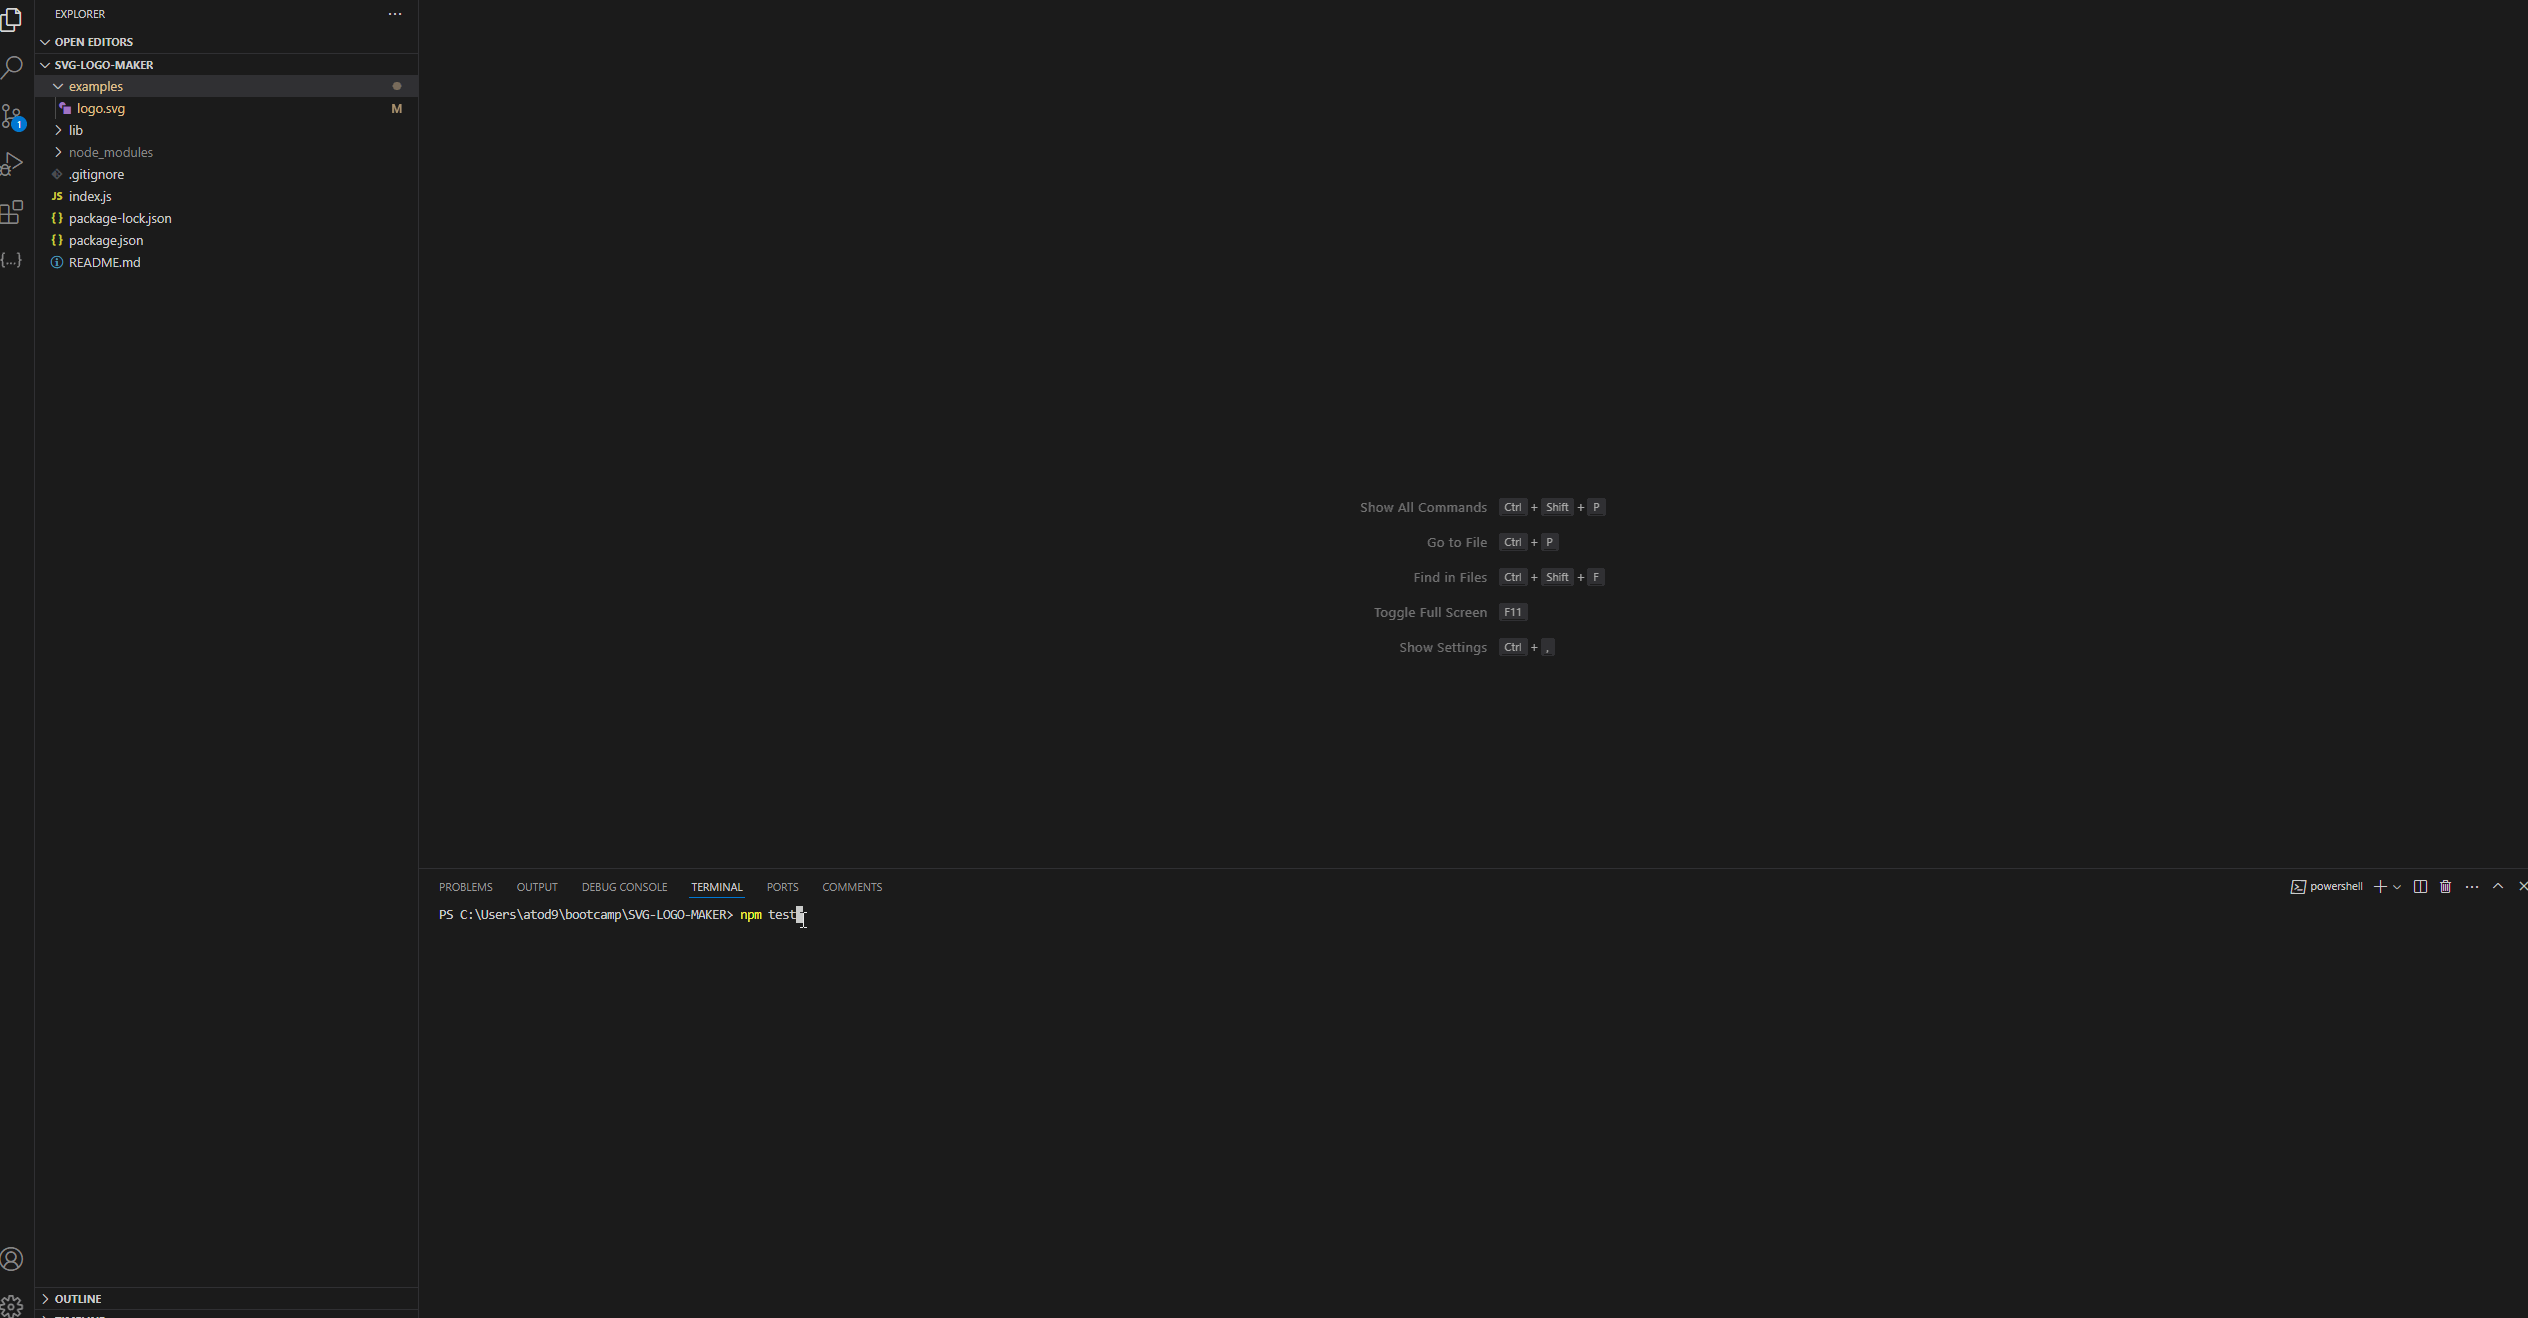 EXPLORER
OPEN EDITORS
SVG-LOGO-MAKER
examples
logo.svg M
lib
node_modules
.gitignore
JS index.js
{} package-lock.json
{} package.json
README.md
1
{...}
OUTLINE
Show All Commands Ctrl + Shift + P
Go to File Ctrl + P
Find in Files Ctrl + Shift + F
Toggle Full Screen F11
Show Settings Ctrl + ,
PROBLEMS OUTPUT DEBUG CONSOLE TERMINAL PORTS COMMENTS
powershell
PS C:\Users\atod9\bootcamp\SVG-LOGO-MAKER> npm test